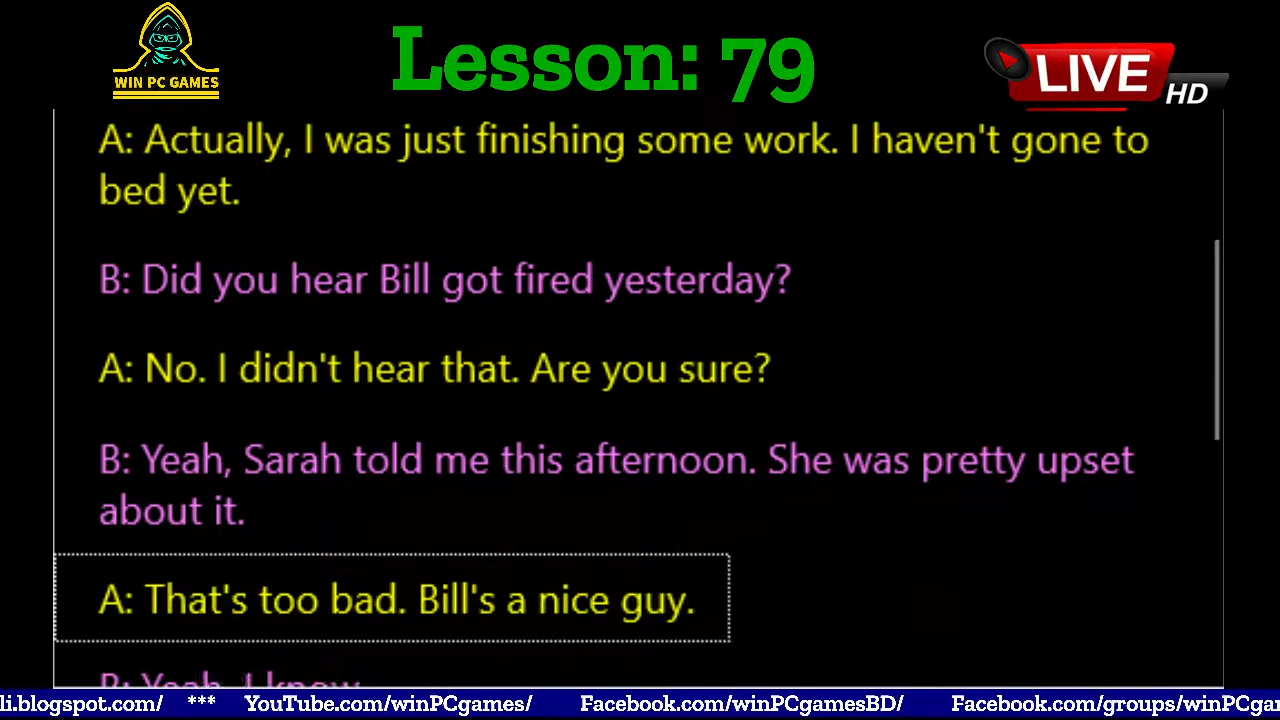 WIN PC GAMES
Lesson: 79
LIVE
HD
A: Actually, I was just finishing some work. I haven't gone to
bed yet.
B: Did you hear Bill got fired yesterday?
A: No. I didn't hear that. Are you sure?
B: Yeah, Sarah told me this afternoon. She was pretty upset
about it.
A: That's too bad. Bill's a nice guy.
B: Yeah, I know.
li.blogspot.com/ *** YouTube.com/winPCgames/ Facebook.com/winPCgamesBD/ Facebook.com/groups/winPCga